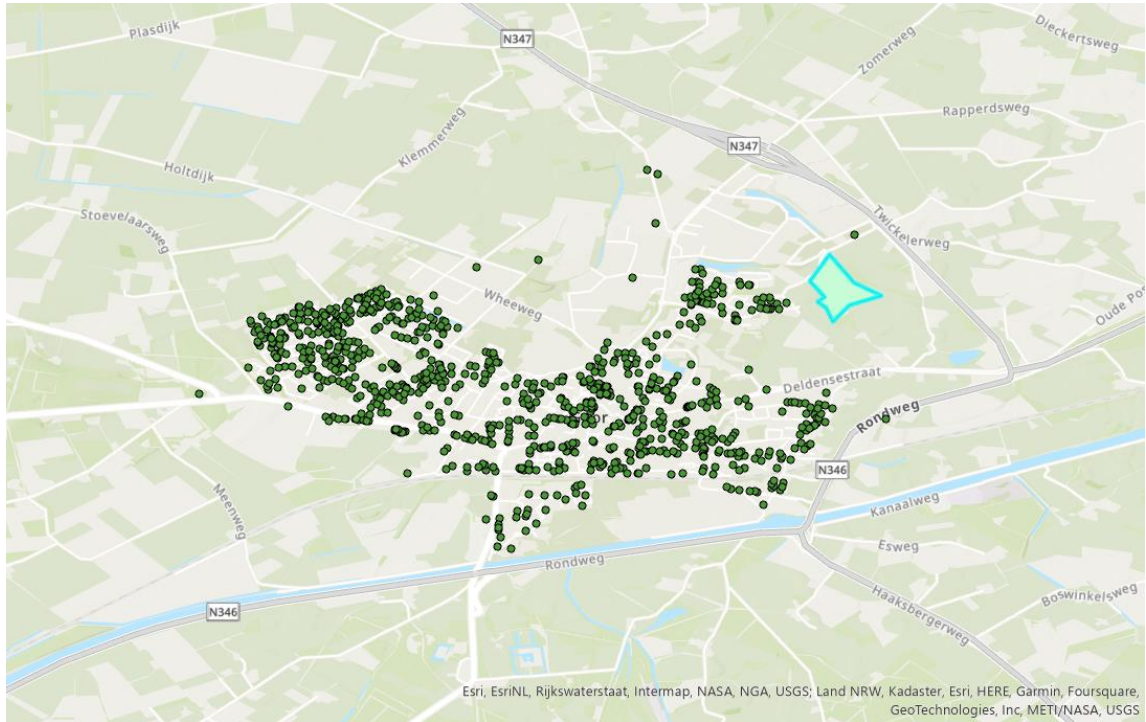 Plasdijk
N347
Dieckertsweg
Zomerweg
Rapperdsweg
Klemmerweg
N347
Holtdijk
Stoevelaarsweg
Twickelerweg
Wheeweg
Oude Pos
Deldensestraat
or
Rondweg
N346
Meenweg
Kanaalweg
Esweg
Rondweg
N346
Haaksbergerweg
Boswinkelsweg
Esri, EsriNL, Rijkswaterstaat, Intermap, NASA, NGA, USGS; Land NRW, Kadaster, Esri, HERE, Garmin, Foursquare,
GeoTechnologies, Inc, METI/NASA, USGS